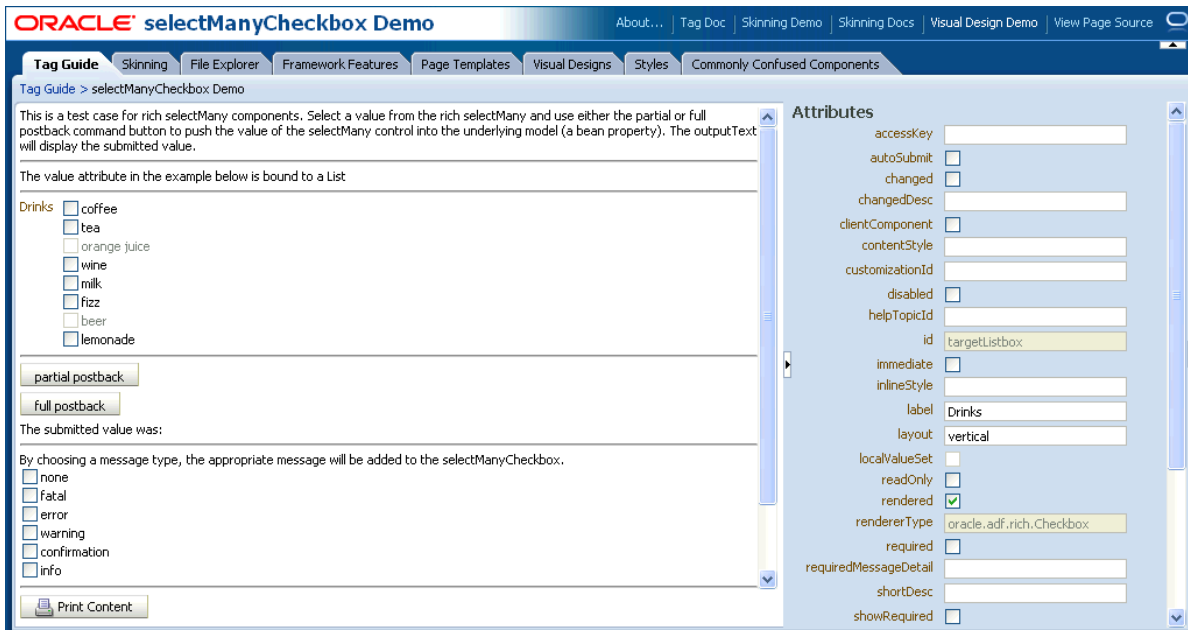 ORACLE selectManyCheckbox Demo
About... Tag Doc Skinning Demo Skinning Docs Visual Design Demo View Page Source
Tag Guide Skinning File Explorer Framework Features Page Templates Visual Designs Styles Commonly Confused Components
Tag Guide > selectManyCheckbox Demo
This is a test case for rich selectMany components. Select a value from the rich selectMany and use either the partial or full
postback command button to push the value of the selectMany control into the underlying model (a bean property). The outputText
will display the submitted value.
The value attribute in the example below is bound to a List
Drinks coffee
tea
orange juice
wine
milk
fizz
beer
lemonade
partial postback
full postback
The submitted value was:
By choosing a message type, the appropriate message will be added to the selectManyCheckbox.
none
fatal
error
warning
confirmation
info
Print Content
Attributes
accessKey
autoSubmit
changed
changedDesc
clientComponent
contentStyle
customizationId
disabled
helpTopicId
id targetListbox
immediate
inlineStyle
label Drinks
layout vertical
localValueSet
readOnly
rendered
rendererType oracle.adf.rich.Checkbox
required
requiredMessageDetail
shortDesc
showRequired